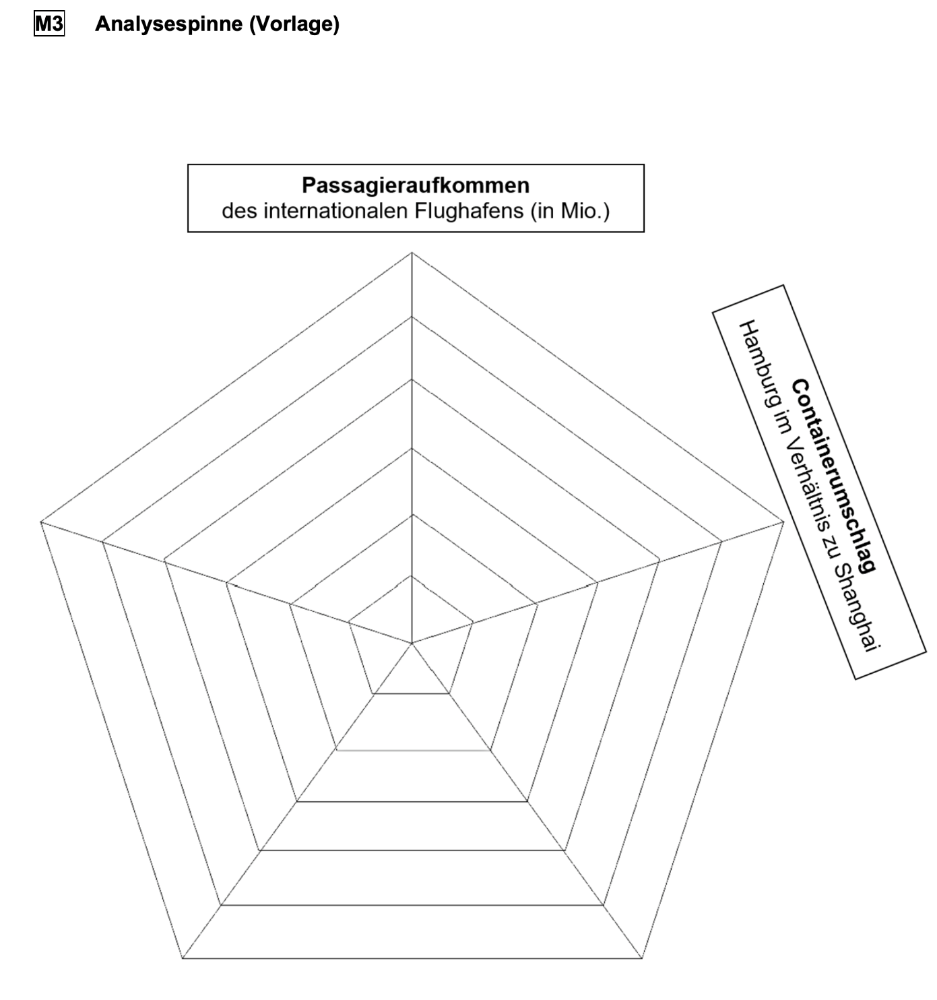 M3 Analysespinne (Vorlage)
Passagieraufkommen
des internationalen Flughafens (in Mio.)
Containerumschlag
Hamburg im Verhältnis zu Shanghai